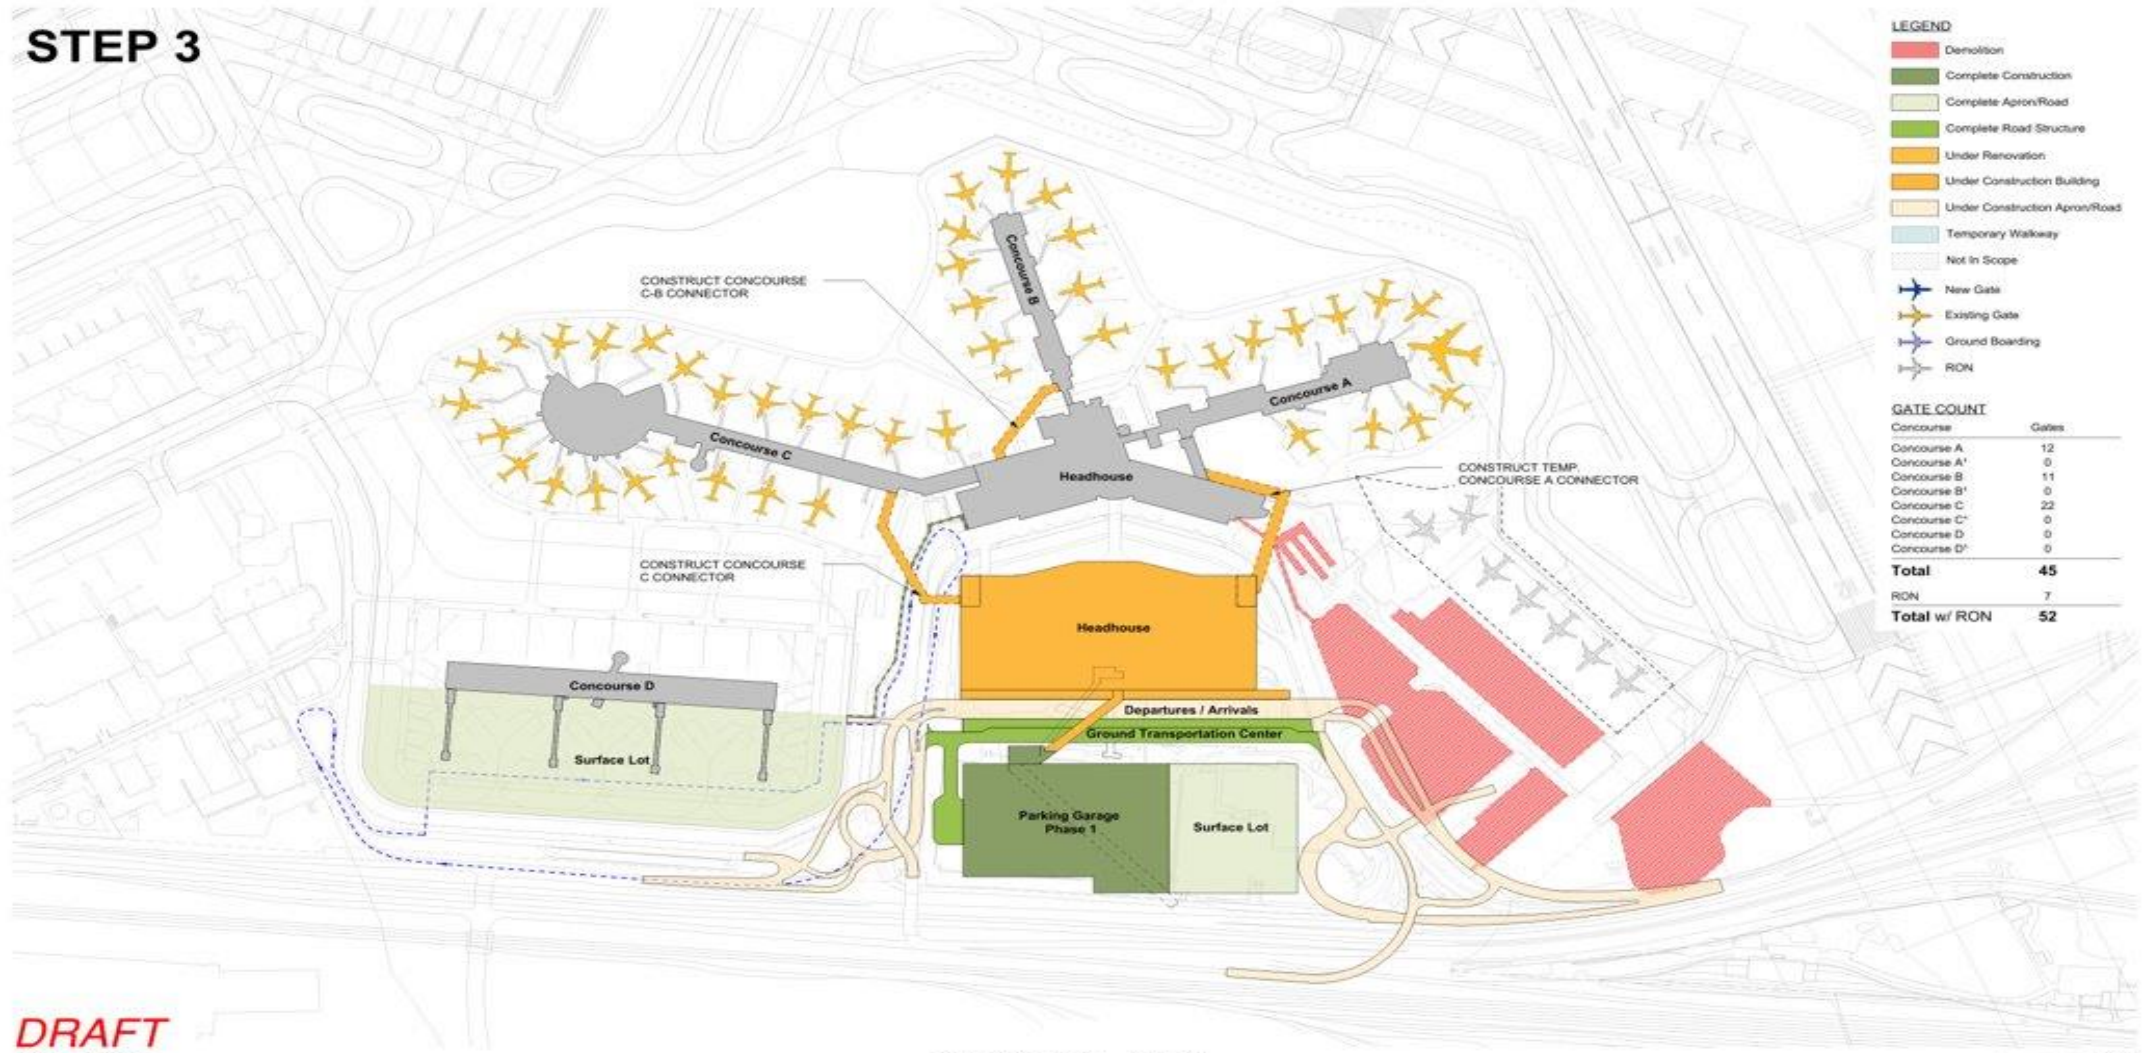 STEP 3
LEGEND
Demolition
Complete Construction
Complete Apron/Road
Complete Road Structure
Under Renovation
Under Construction Building
Under Construction Apron/Road
Temporary Walkway
Not In Scope
New Gate
Existing Gate
Ground Boarding
RON
GATE COUNT
Concourse Gates
Concourse A 12
Concourse A' 0
Concourse B 11
Concourse B' 0
Concourse C 22
Concourse C' 0
Concourse D 0
Concourse D' 0
Total 45
RON 7
Total w/ RON 52
CONSTRUCT CONCOURSE
C-B CONNECTOR
Concourse B
Concourse A
Concourse C
Headhouse
CONSTRUCT TEMP.
CONCOURSE A CONNECTOR
CONSTRUCT CONCOURSE
C CONNECTOR
Headhouse
Concourse D
Departures / Arrivals
Ground Transportation Center
Surface Lot
Parking Garage
Phase 1
Surface Lot
DRAFT